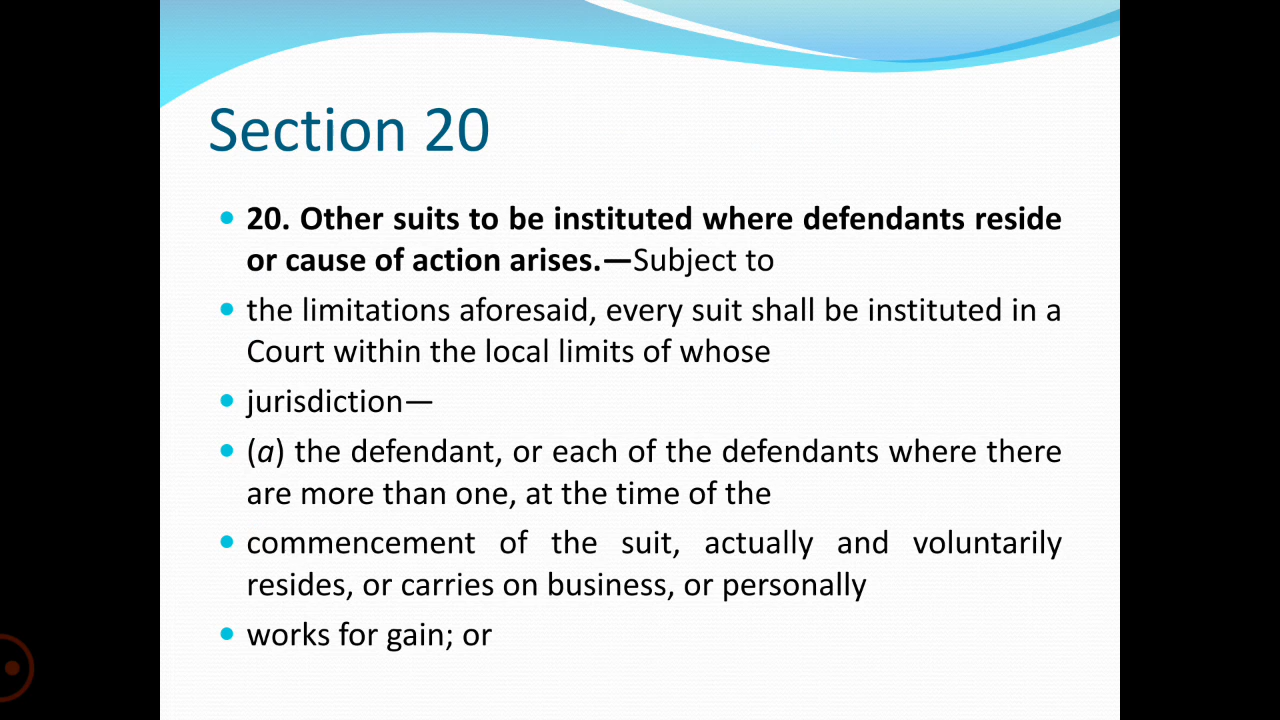 Section 20
20. Other suits to be instituted where defendants reside
or cause of action arises.—Subject to
the limitations aforesaid, every suit shall be instituted in a
Court within the local limits of whose
jurisdiction—
(a) the defendant, or each of the defendants where there
are more than one, at the time of the
commencement of the suit, actually and voluntarily
resides, or carries on business, or personally
works for gain; or